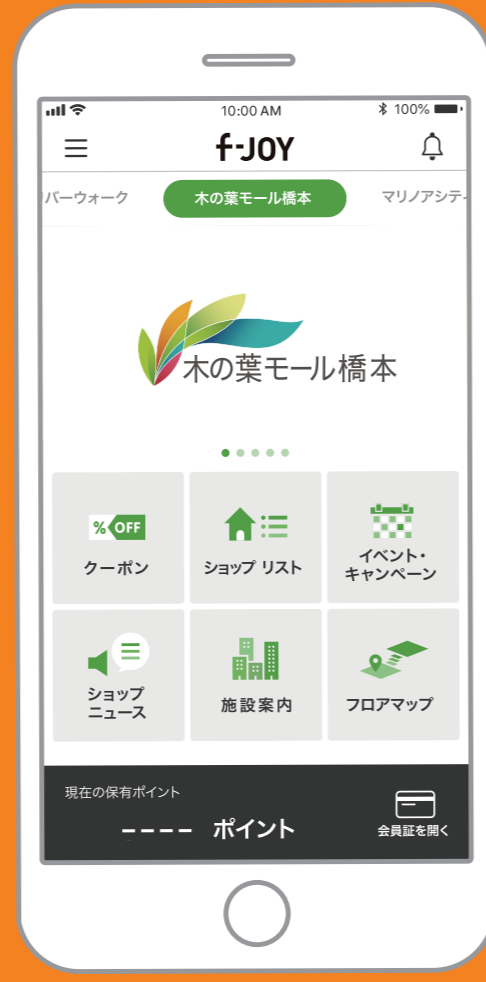 10:00 AM
100%
f-JOY
バーウォーク
木の葉モール橋本
マリノアシティ
木の葉モール橋本
% OFF
クーポン
ショップ リスト
イベント・
キャンペーン
ショップ
ニュース
施設案内
フロアマップ
現在の保有ポイント
---- ポイント
会員証を開く